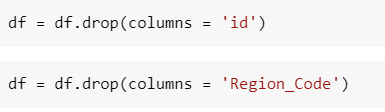 df = df.drop(columns = 'id')
df = df.drop(columns = 'Region_Code')